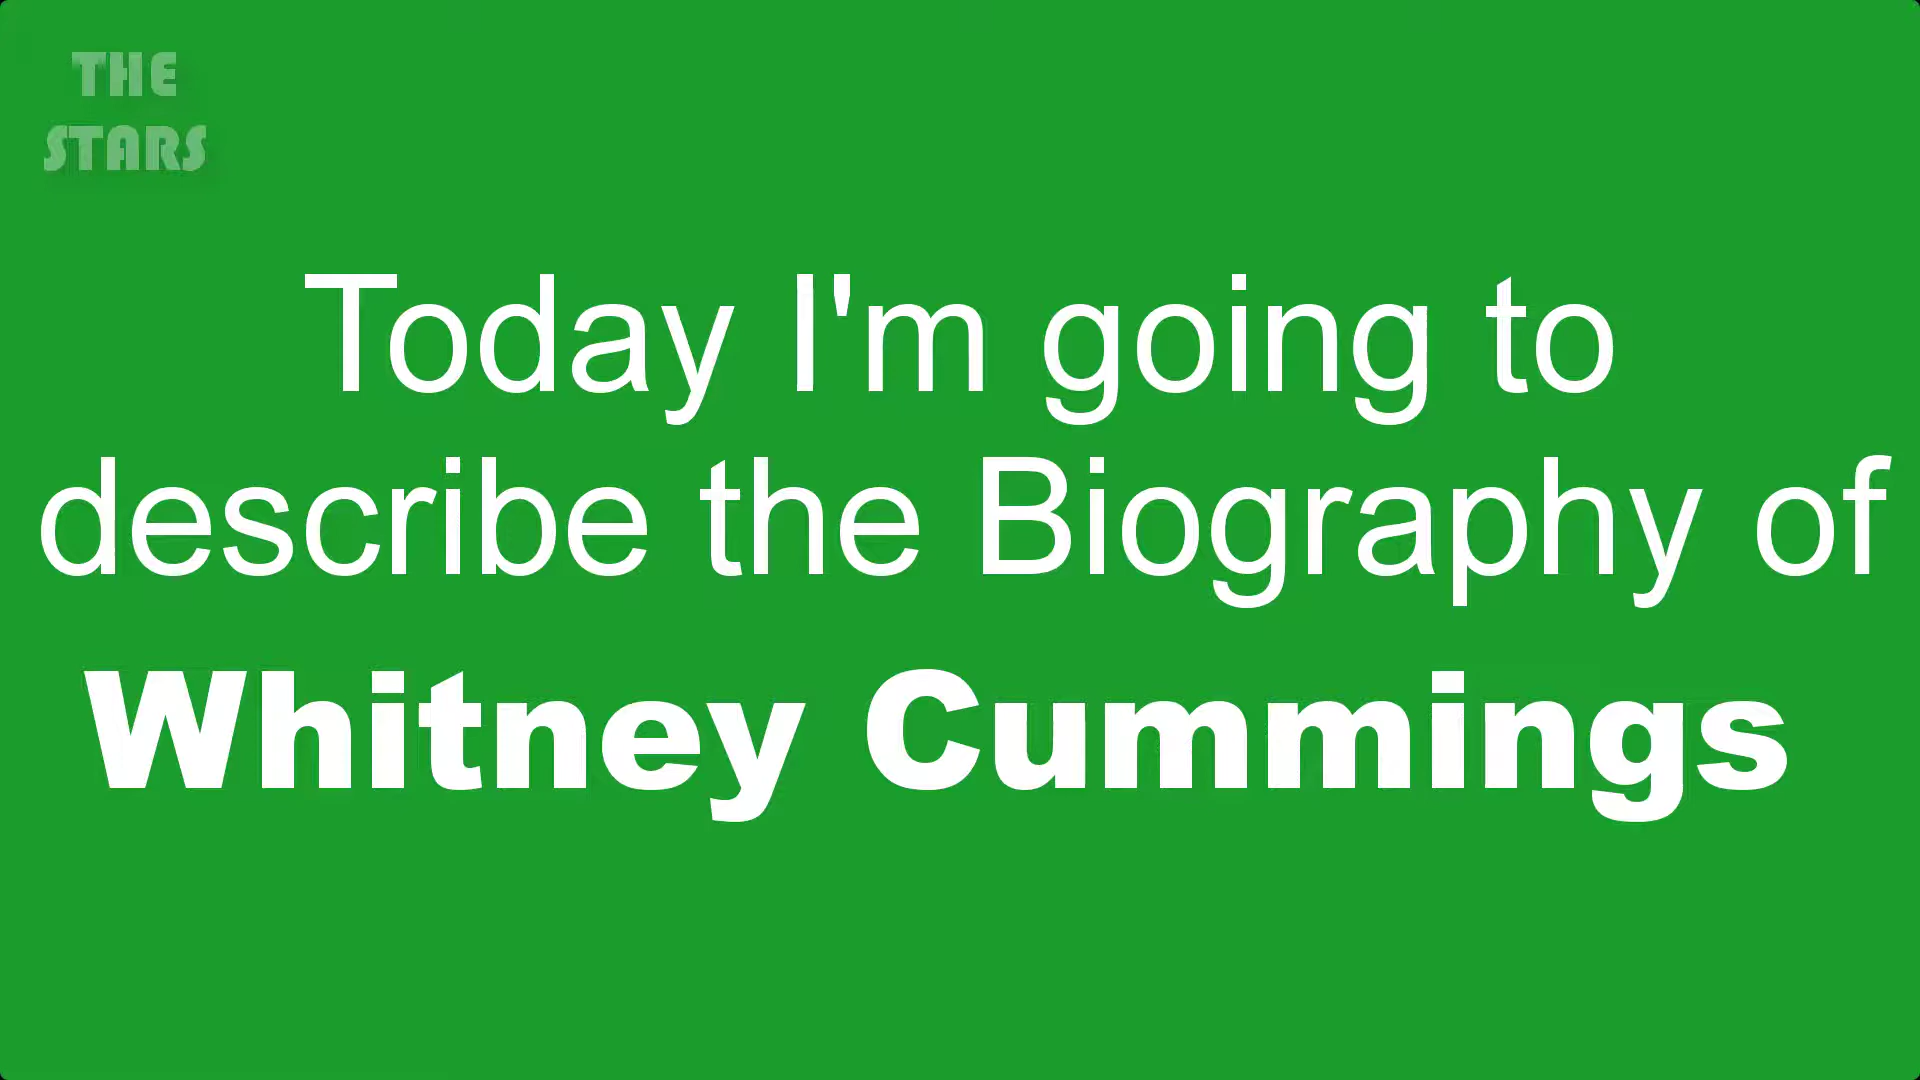 THE
STARS
Today I'm going to
describe the Biography of
Whitney Cummings